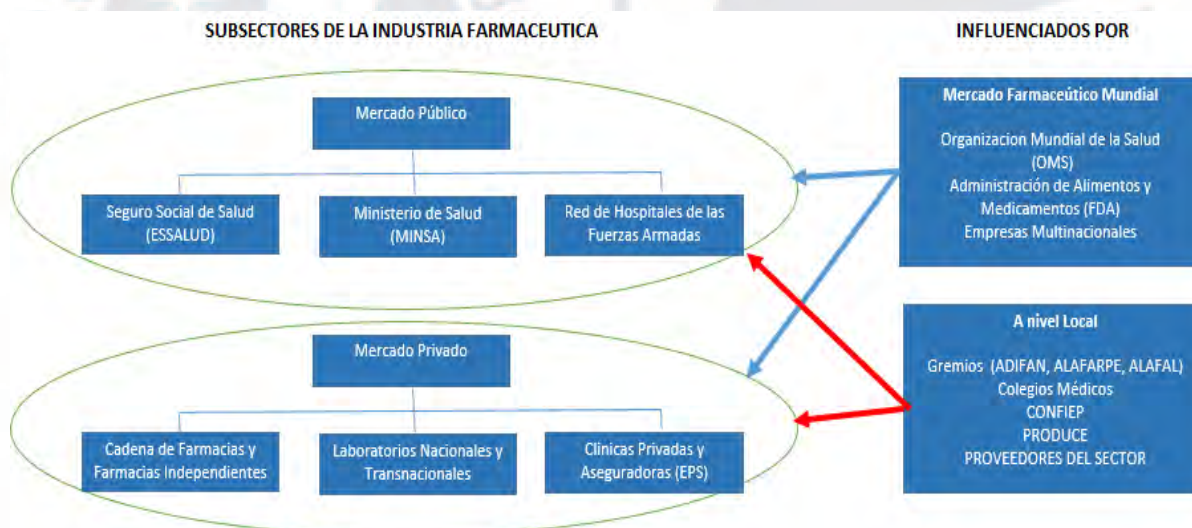 SUBSECTORES DE LA INDUSTRIA FARMACEUTICA
INFLUENCIADOS POR
Mercado Público
Seguro Social de Salud
(ESSALUD)
Ministerio de Salud
(MINSA)
Red de Hospitales de las
Fuerzas Armadas
Mercado Privado
Cadena de Farmacias y
Farmacias Independientes
Laboratorios Nacionales y
Transnacionales
Clinicas Privadas y
Aseguradoras (EPS)
Mercado Farmacéutico Mundial
Organizacion Mundial de la Salud
(OMS)
Administración de Alimentos y
Medicamentos (FDA)
Empresas Multinacionales
A nivel Local
Gremios (ADIFAN, ALAFARPE, ALAFAL)
Colegios Médicos
CONFIEP
PRODUCE
PROVEEDORES DEL SECTOR